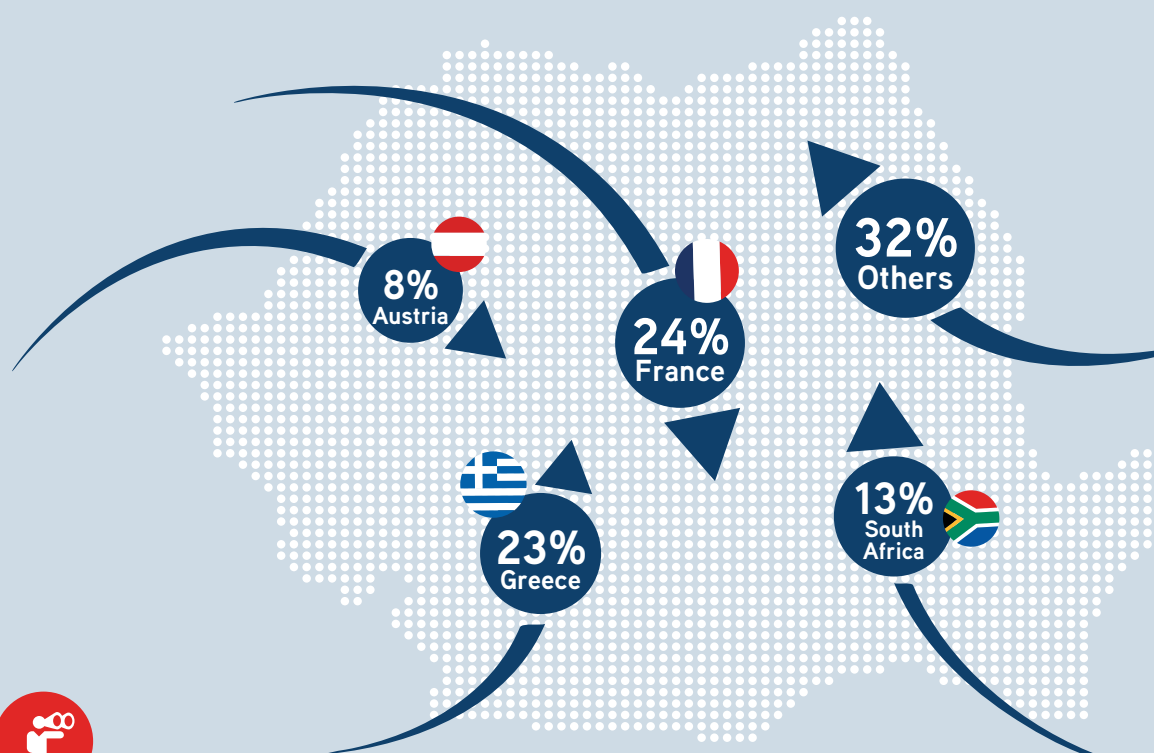 32%
Others
8%
Austria
24%
France
23%
Greece
13%
South
Africa